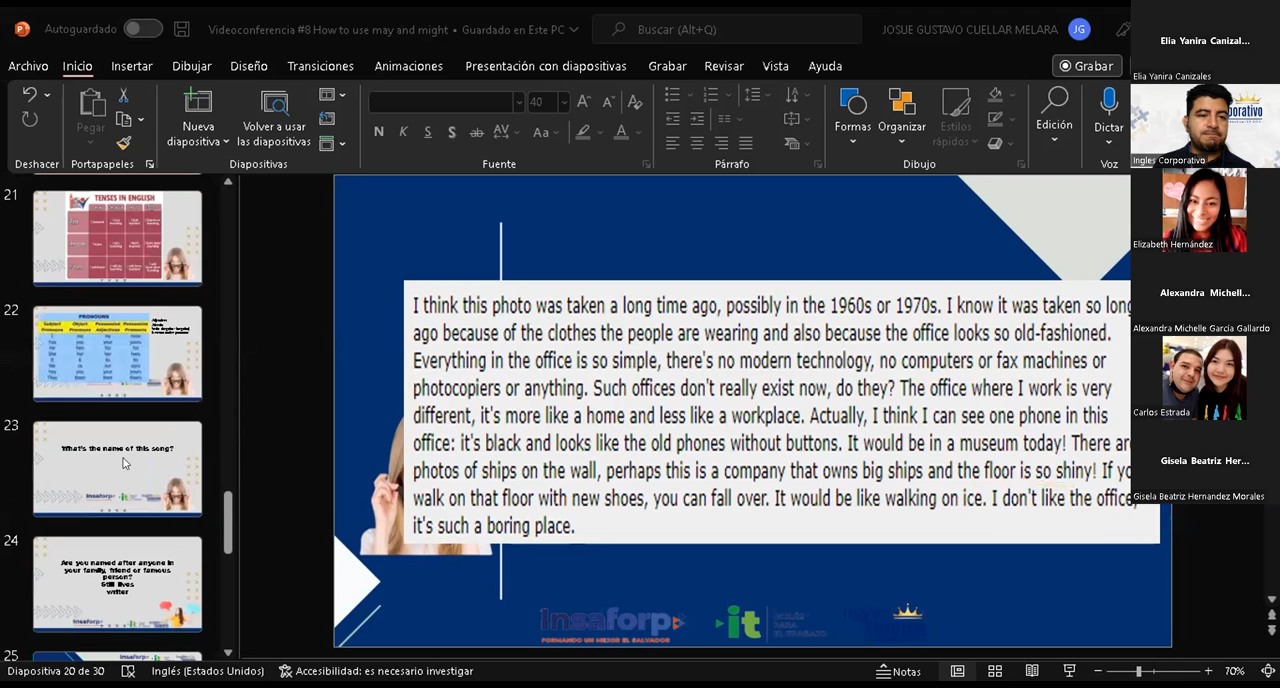 Autoguardado
Videoconferencia #8 How to use may and might • Guardado en Este PC
Buscar (Alt+Q)
JOSUE GUSTAVO CUELLAR MELARA
JG
Archivo Inicio Insertar Dibujar Diseño Transiciones Animaciones Presentación con diapositivas Grabar Revisar Vista Ayuda
Grabar
Pegar
Nueva diapositiva
Volver a usar las diapositivas
40
N K S S ab AV Aa A
Formas
Organizar
Estilos rápidos
Edición
Dictar
Deshacer
Portapapeles
Diapositivas
Fuente
Párrafo
Dibujo
Voz
21
TENSES IN ENGLISH
22
PRONOUNS
23
What's the name of this song?
24
Are you named after anyone in
your family, friend or famous
person?
Still lives
writer
25
I think this photo was taken a long time ago, possibly in the 1960s or 1970s. I know it was taken so long
ago because of the clothes the people are wearing and also because the office looks so old-fashioned.
Everything in the office is so simple, there's no modern technology, no computers or fax machines or
photocopiers or anything. Such offices don't really exist now, do they? The office where I work is very
different, it's more like a home and less like a workplace. Actually, I think I can see one phone in this
office: it's black and looks like the old phones without buttons. It would be in a museum today! There are
photos of ships on the wall, perhaps this is a company that owns big ships and the floor is so shiny! If yo
walk on that floor with new shoes, you can fall over. It would be like walking on ice. I don't like the office,
it's such a boring place.
Insaforp
FORMANDO UN MEJOR EL SALVADOR
it
INGLÉS
PARA
EL TRABAJO
Elia Yanira Canizal...
Elia Yanira Canizales
orporativo
Ingles Corporativo
Elizabeth Hernández
Alexandra Michell...
Alexandra Michelle García Gallardo
Carlos Estrada
Gisela Beatriz Her...
Gisela Beatriz Hernandez Morales
Diapositiva 20 de 30
Inglés (Estados Unidos)
Accesibilidad: es necesario investigar
Notas
70%